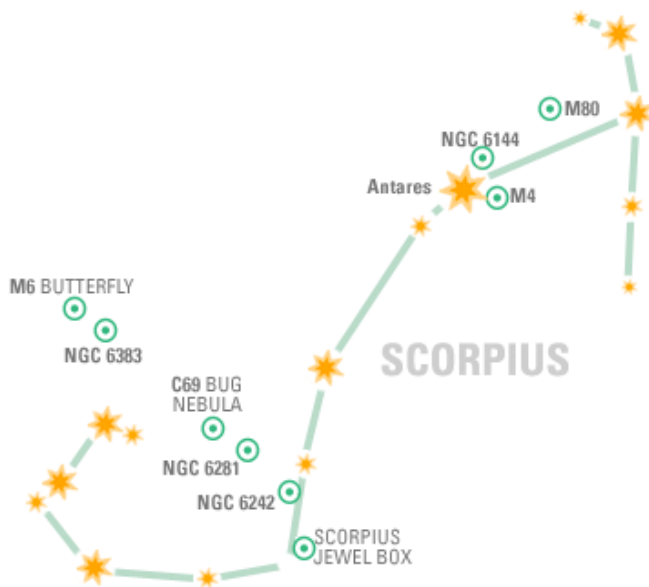 M80
NGC 6144
Antares
M4
M6 BUTTERFLY
NGC 6383
SCORPIUS
C69 BUG
NEBULA
NGC 6281
NGC 6242
SCORPIUS
JEWEL BOX